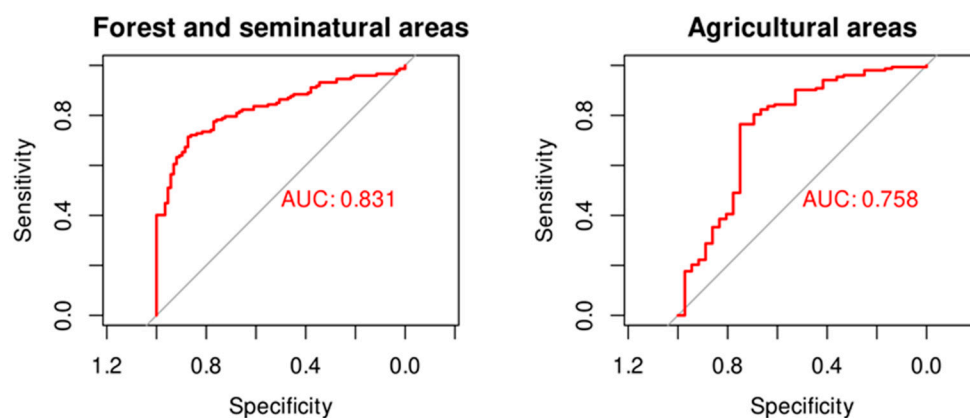 Forest and seminatural areas
Sensitivity
0.0 0.4 0.8
AUC: 0.831
1.2 0.8 0.4 0.0
Specificity
Agricultural areas
Sensitivity
0.0 0.4 0.8
AUC: 0.758
1.2 0.8 0.4 0.0
Specificity